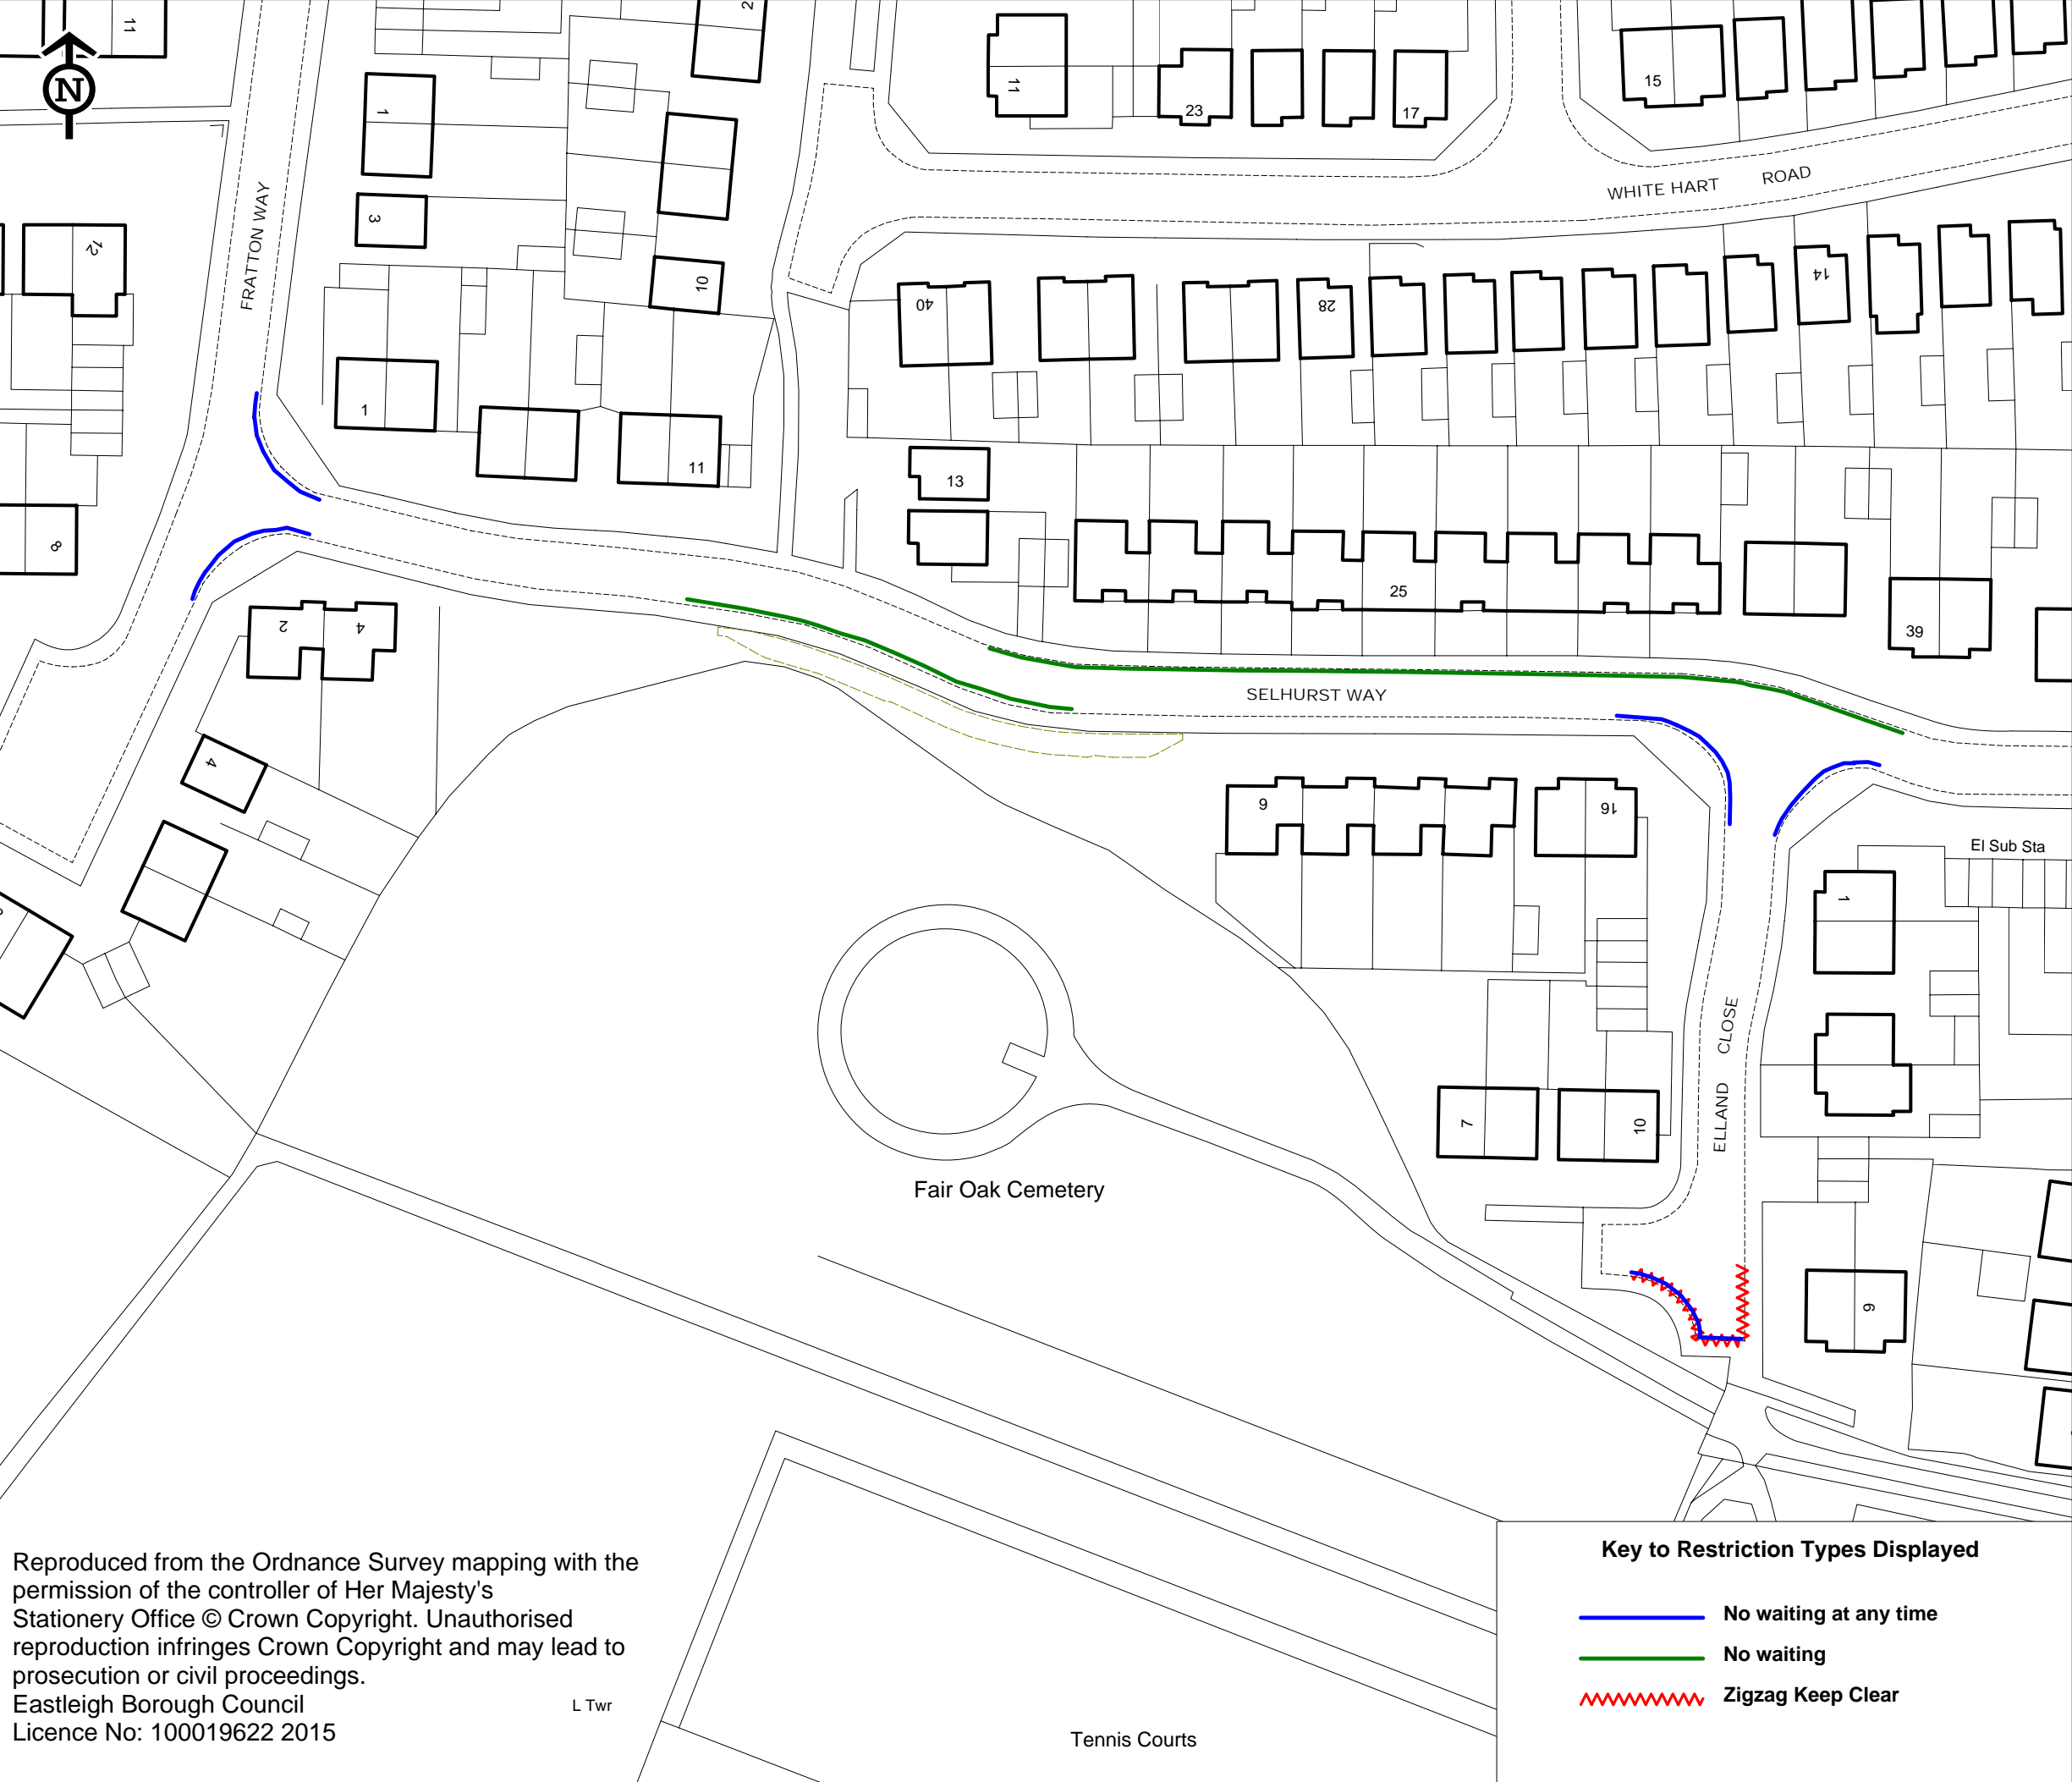 11
N
2
1
11
23
17
15
WHITE HART ROAD
FRATTON WAY
3
12
10
40
28
14
1
11
13
8
25
39
2
4
SELHURST WAY
4
6
16
El Sub Sta
1
ELLAND CLOSE
7
10
Fair Oak Cemetery
9
Reproduced from the Ordnance Survey mapping with the
permission of the controller of Her Majesty's
Stationery Office © Crown Copyright. Unauthorised
reproduction infringes Crown Copyright and may lead to
prosecution or civil proceedings.
Eastleigh Borough Council
Licence No: 100019622 2015
L Twr
Tennis Courts
Key to Restriction Types Displayed
No waiting at any time
No waiting
Zigzag Keep Clear